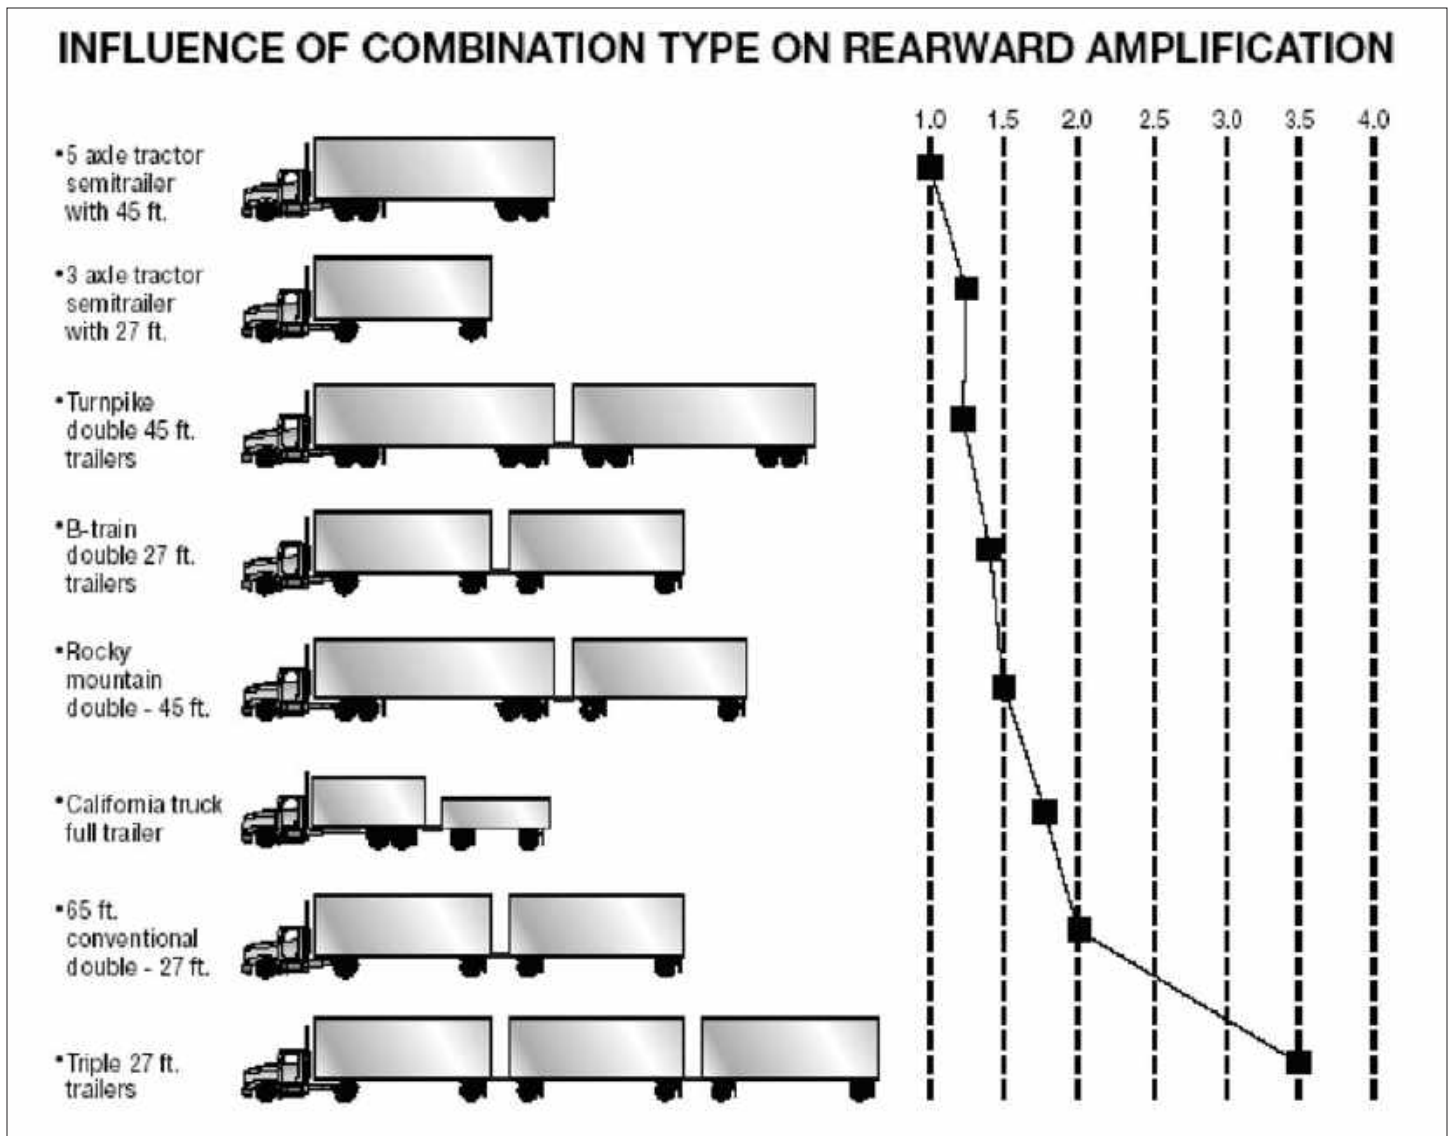 INFLUENCE OF COMBINATION TYPE ON REARWARD AMPLIFICATION
1.0 1.5 2.0 2.5 3.0 3.5 4.0
•5 axle tractor
semitrailer
with 45 ft.
•3 axle tractor
semitrailer
with 27 ft.
•Turnpike
double 45 ft.
trailers
•B-train
double 27 ft.
trailers
•Rocky
mountain
double - 45 ft.
•California truck
full trailer
•65 ft.
conventional
double - 27 ft.
•Triple 27 ft.
trailers